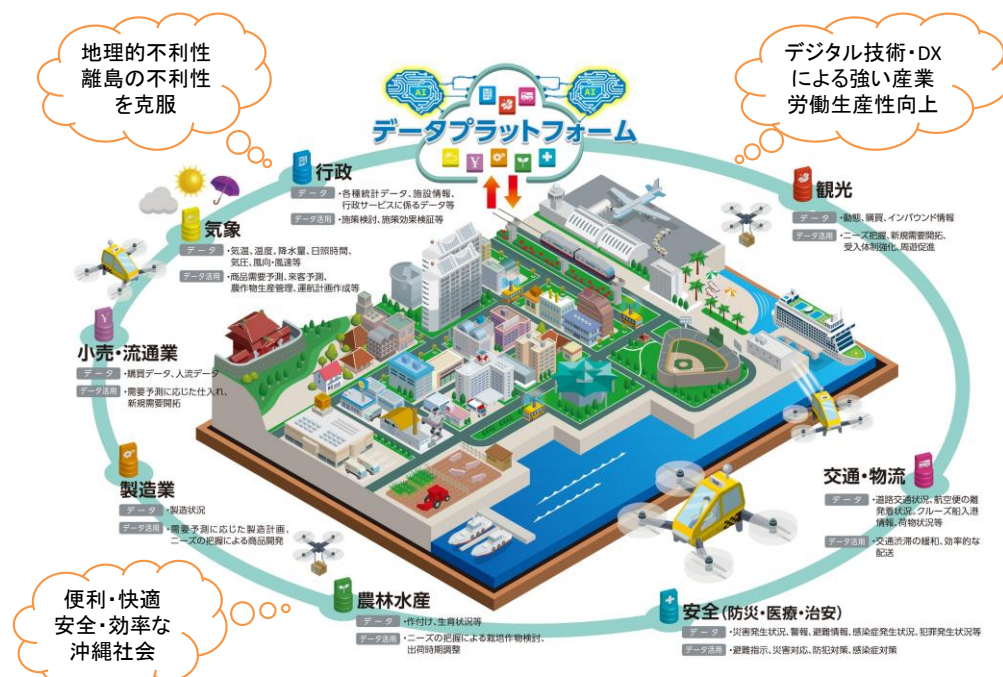 地理的不利性
離島の不利性
を克服
デジタル技術・DX
による強い産業
労働生産性向上
AI
AI
データプラットフォーム
行政
データ ・各種統計データ、施設情報、
行政サービスに係るデータ等
データ活用 ・施策検討、施策効果検証等
観光
データ ・動態、購買、インバウンド情報
データ活用 ・ニーズ把握、新規需要開拓、
受入体制強化、周遊促進
気象
データ ・気温、温度、降水量、日照時間、
気圧、風向・風速等
データ活用 ・商品需要予測、来客予測、
農作物生産管理、運航計画作成等
小売・流通業
データ ・購買データ、人流データ
データ活用 ・需要予測に応じた仕入れ、
新規需要開拓
製造業
データ ・製造状況
データ活用 ・需要予測に応じた製造計画、
ニーズの把握による商品開発
交通・物流
データ ・道路交通状況、航空便の離
発着状況、クルーズ船入港
情報、荷物状況等
データ活用 ・交通渋滞の緩和、効率的な
配送
農林水産
データ ・作付け、生育状況等
データ活用 ・ニーズの把握による栽培作物検討、
出荷時期調整
安全(防災・医療・治安)
データ ・災害発生状況、警報、避難情報、感染症発生状況、犯罪発生状況等
データ活用 ・避難指示、災害対応、防犯対策、感染症対策
便利・快適
安全・効率な
沖縄社会